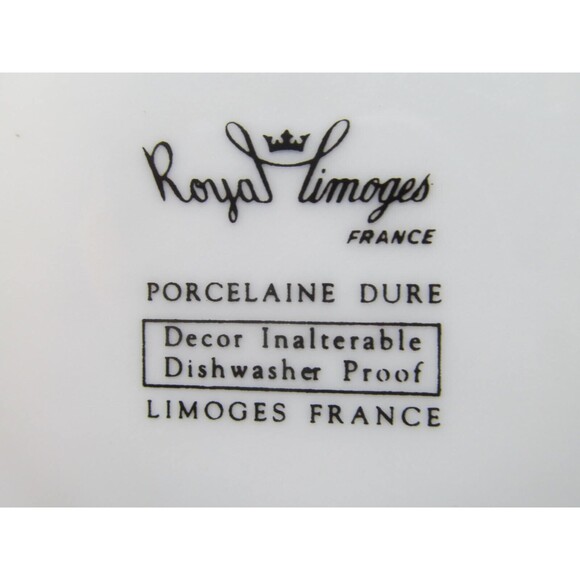 Royal Limoges
FRANCE
PORCELAINE DURE
Decor Inalterable
Dishwasher Proof
LIMOGES FRANCE